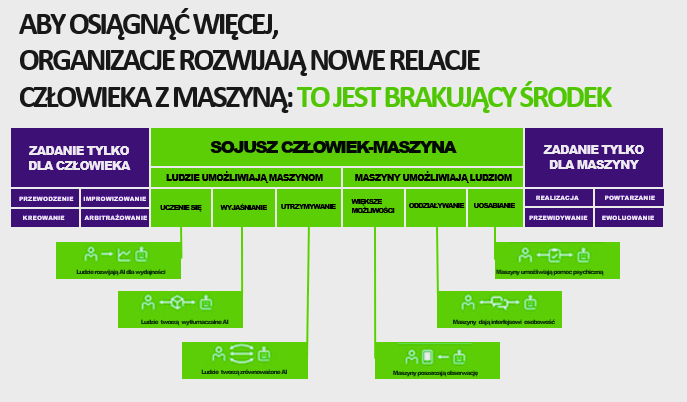 ABY OSIĄGNĄĆ WIĘCEJ,
ORGANIZACJE ROZWIJAJĄ NOWE RELACJE
CZŁOWIEKA Z MASZYNĄ: TO JEST BRAKUJĄCY ŚRODEK
ZADANIE TYLKO
DLA CZŁOWIEKA
SOJUSZ CZŁOWIEK-MASZYNA
ZADANIE TYLKO
DLA MASZYNY
LUDZIE UMOŻLIWIAJĄ MASZYNOM
MASZYNY UMOŻLIWIAJĄ LUDZIOM
PRZEWODZENIE
IMPROWIZOWANIE
KREOWANIE
ARBITRAŻOWANIE
UCZENIE SIĘ
WYJAŚNIANIE
UTRZYMYWANIE
WIĘKSZE
MOŻLIWOŚCI
ODDZIAŁYWANIE
UOSABIANIE
REALIZACJA
POWTARZANIE
PRZEWIDYWANIE
EWOLUOWANIE
Ludzie rozwijają AI dla wydajności
Maszyny umożliwiają pomoc psychiczną
Ludzie tworzą wytłumaczalne AI
Maszyny dają interfejsowi osobowość
Ludzie tworzą zrównoważone AI
Maszyny poszerzają obserwację